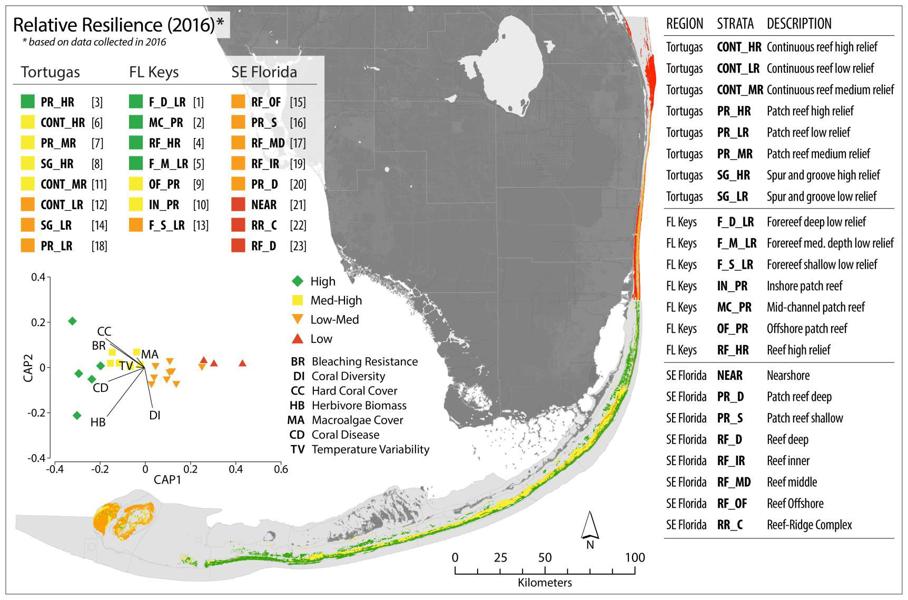 Relative Resilience (2016)*
* based on data collected in 2016
Tortugas
PR_HR [3]
CONT_HR [6]
PR_MR [7]
SG_HR [8]
CONT_MR [11]
CONT_LR [12]
SG_LR [14]
PR_LR [18]
FL Keys
F_D_LR [1]
MC_PR [2]
RF_HR [4]
F_M_LR [5]
OF_PR [9]
IN_PR [10]
F_S_LR [13]
SE Florida
RF_OF [15]
PR_S [16]
RF_MD [17]
RF_IR [19]
PR_D [20]
NEAR [21]
RR_C [22]
RF_D [23]
0.4
0.2
0
-0.2
-0.4
CAP2
CC
BR
MA
TV
CD
HB
DI
-0.4 -0.2 0 0.2 0.4 0.6
CAP1
High
Med-High
Low-Med
Low
BR Bleaching Resistance
DI Coral Diversity
CC Hard Coral Cover
HB Herbivore Biomass
MA Macroalgae Cover
CD Coral Disease
TV Temperature Variability
N
0 25 50 100
Kilometers
REGION STRATA DESCRIPTION
Tortugas CONT_HR Continuous reef high relief
Tortugas CONT_LR Continuous reef low relief
Tortugas CONT_MR Continuous reef medium relief
Tortugas PR_HR Patch reef high relief
Tortugas PR_LR Patch reef low relief
Tortugas PR_MR Patch reef medium relief
Tortugas SG_HR Spur and groove high relief
Tortugas SG_LR Spur and groove low relief
FL Keys F_D_LR Forereef deep low relief
FL Keys F_M_LR Forereef med. depth low relief
FL Keys F_S_LR Forereef shallow low relief
FL Keys IN_PR Inshore patch reef
FL Keys MC_PR Mid-channel patch reef
FL Keys OF_PR Offshore patch reef
FL Keys RF_HR Reef high relief
SE Florida NEAR Nearshore
SE Florida PR_D Patch reef deep
SE Florida PR_S Patch reef shallow
SE Florida RF_D Reef deep
SE Florida RF_IR Reef inner
SE Florida RF_MD Reef middle
SE Florida RF_OF Reef Offshore
SE Florida RR_C Reef-Ridge Complex